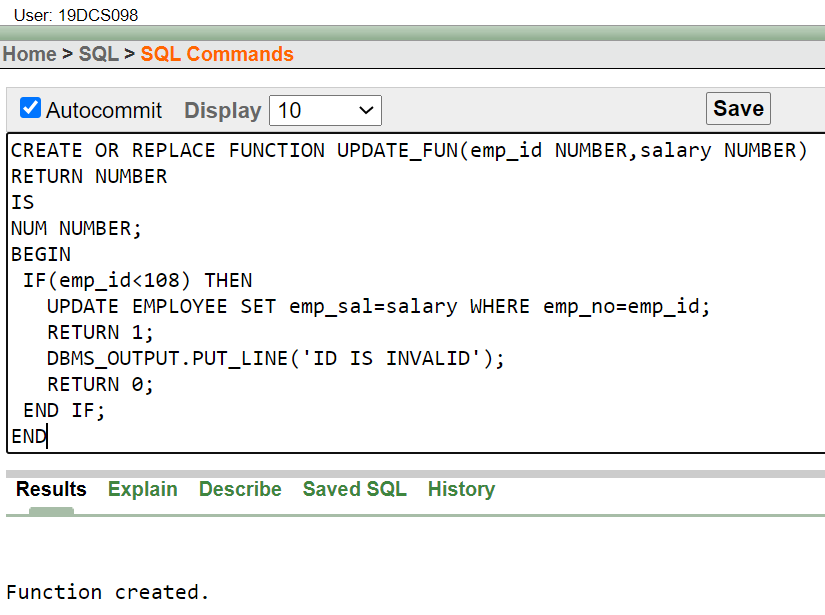 User: 19DCS098
Home > SQL > SQL Commands
Autocommit Display 10 Save
CREATE OR REPLACE FUNCTION UPDATE_FUN(emp_id NUMBER,salary NUMBER)
RETURN NUMBER
IS
NUM NUMBER;
BEGIN
 IF(emp_id<108) THEN
   UPDATE EMPLOYEE SET emp_sal=salary WHERE emp_no=emp_id;
   RETURN 1;
   DBMS_OUTPUT.PUT_LINE('ID IS INVALID');
   RETURN 0;
 END IF;
END
Results Explain Describe Saved SQL History
Function created.